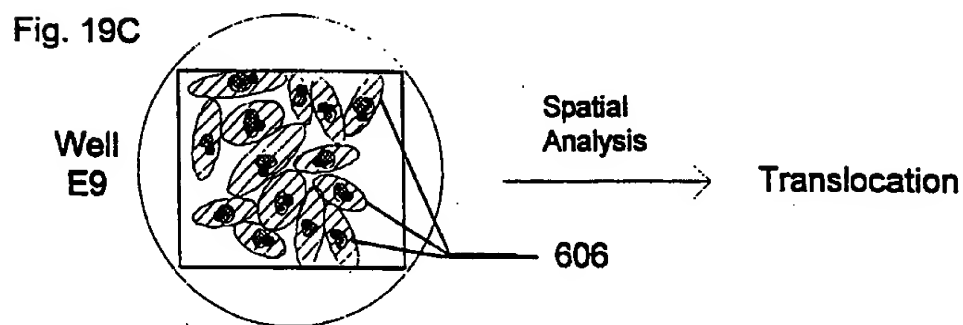 Fig. 19C
Well
E9
Spatial
Analysis
Translocation
606